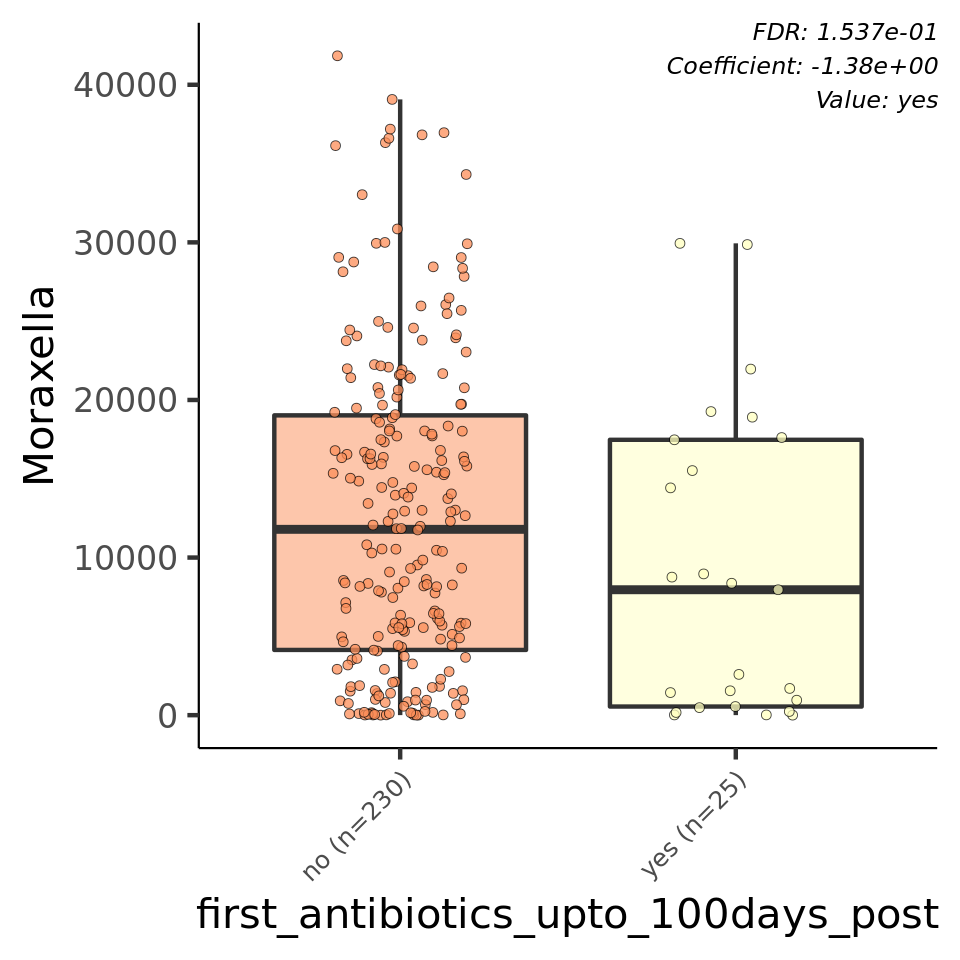 FDR: 1.537e-01
Coefficient: -1.38e+00
Value: yes
Moraxella
40000
30000
20000
10000
0
no (n=230)
yes (n=25)
first_antibiotics_upto_100days_post